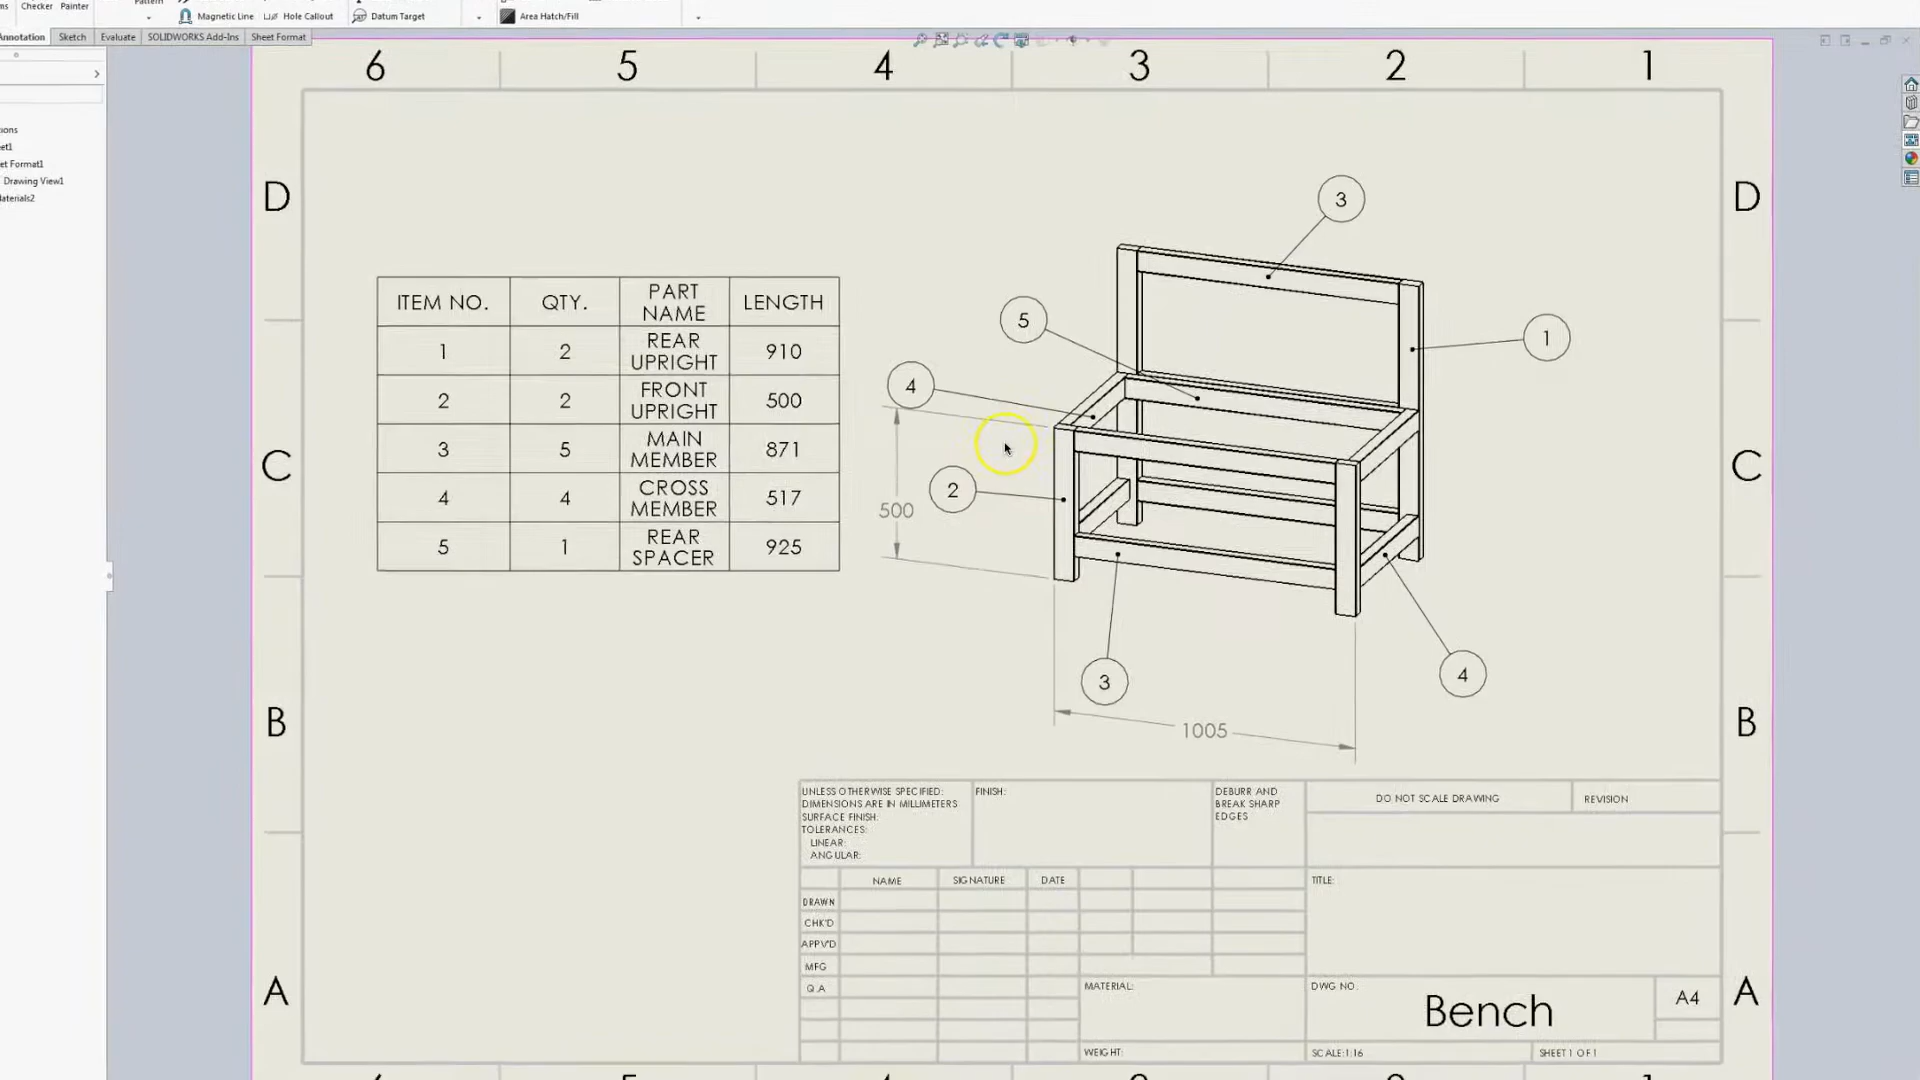 Checker
Painter
Magnetic Line
Hole Callout
Datum Target
Area Hatch/Fill
Annotation
Sketch
Evaluate
SOLIDWORKS Add-Ins
Sheet Format
6 5 4 3 2 1
et Format1
Drawing View1
D D
C C
B B
A A
ITEM NO. QTY. PART NAME LENGTH
1 2 REAR UPRIGHT 910
2 2 FRONT UPRIGHT 500
3 5 MAIN MEMBER 871
4 4 CROSS MEMBER 517
5 1 REAR SPACER 925
3
5
1
4
2
500
3
4
1005
UNLESS OTHERWISE SPECIFIED:
DIMENSIONS ARE IN MILLIMETERS
SURFACE FINISH:
TOLERANCES:
LINEAR:
ANGULAR:
FINISH:
DEBURR AND
BREAK SHARP
EDGES
DO NOT SCALE DRAWING
REVISION
NAME
SIGNATURE
DATE
TITLE:
DRAWN
CHK'D
APPV'D
MFG
Q.A
MATERIAL:
DWG NO.
Bench
A4
WEIGHT:
SCALE:1:16
SHEET 1 OF 1